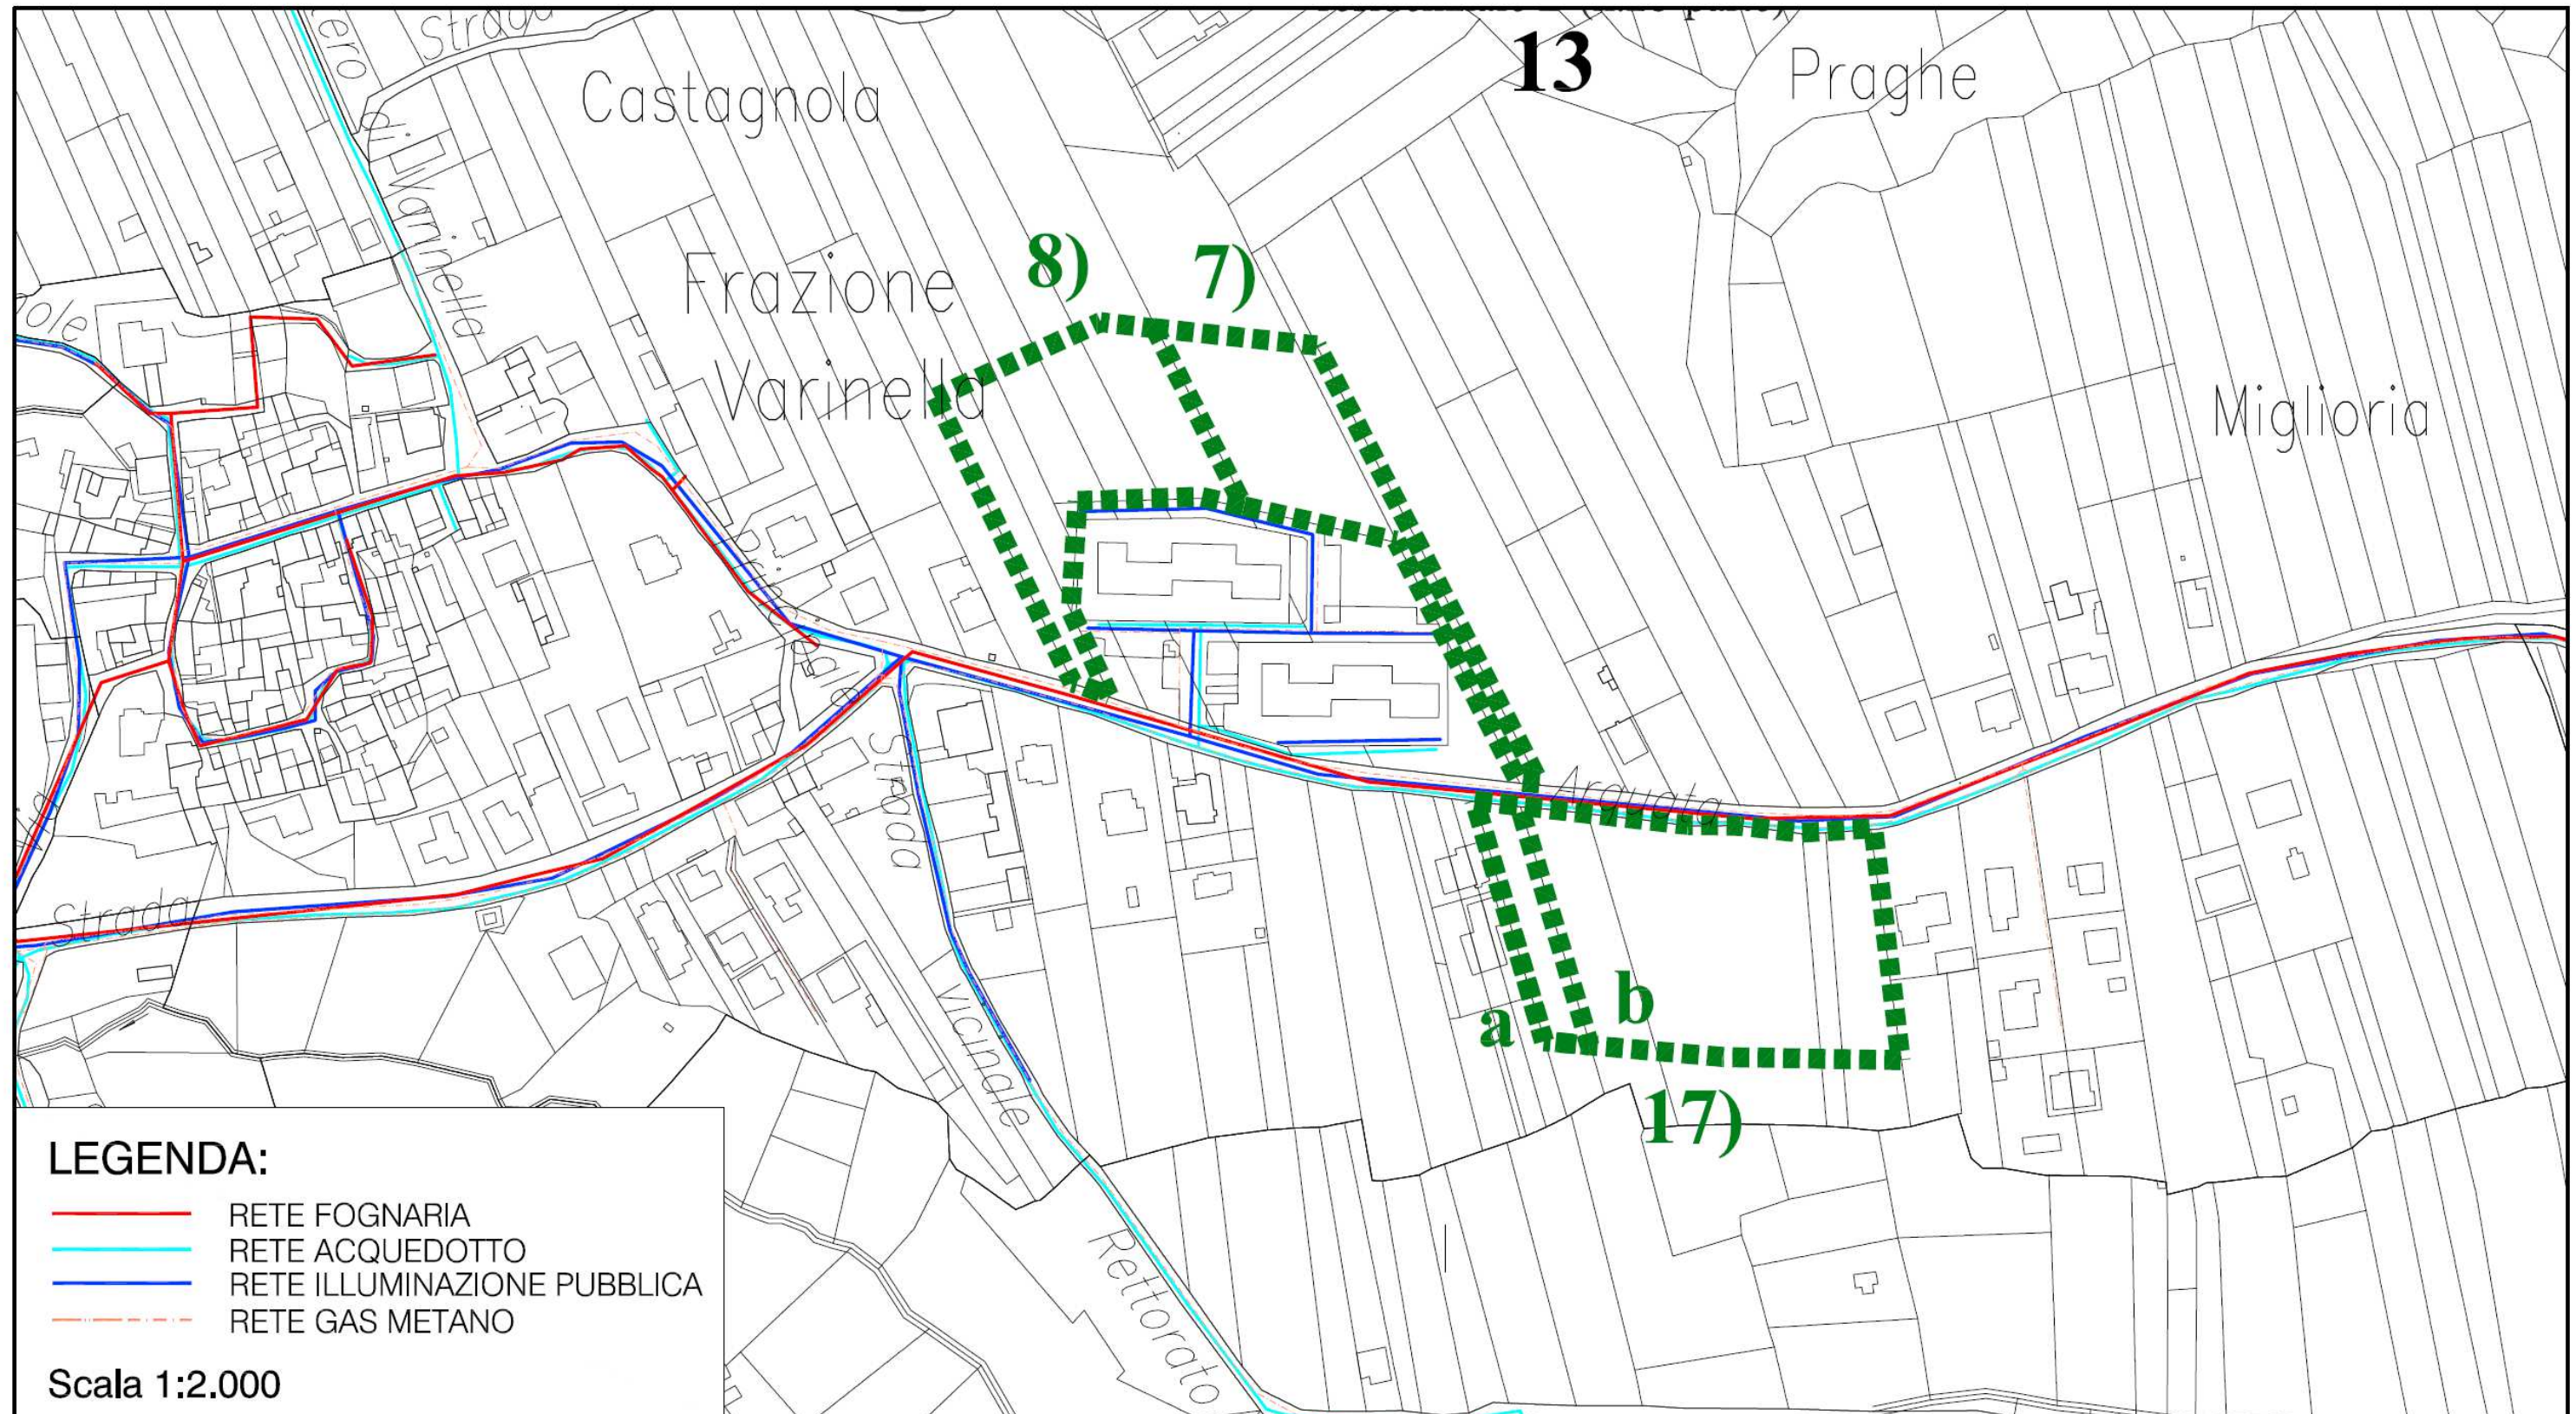 Strada
13
Praghe
Castagnola
8)
7)
Frazione
Varinella
Miglioria
Arquata
Strada
Strada
vicinale
a
b
17)
Rettorato
LEGENDA:
RETE FOGNARIA
RETE ACQUEDOTTO
RETE ILLUMINAZIONE PUBBLICA
RETE GAS METANO
Scala 1:2.000